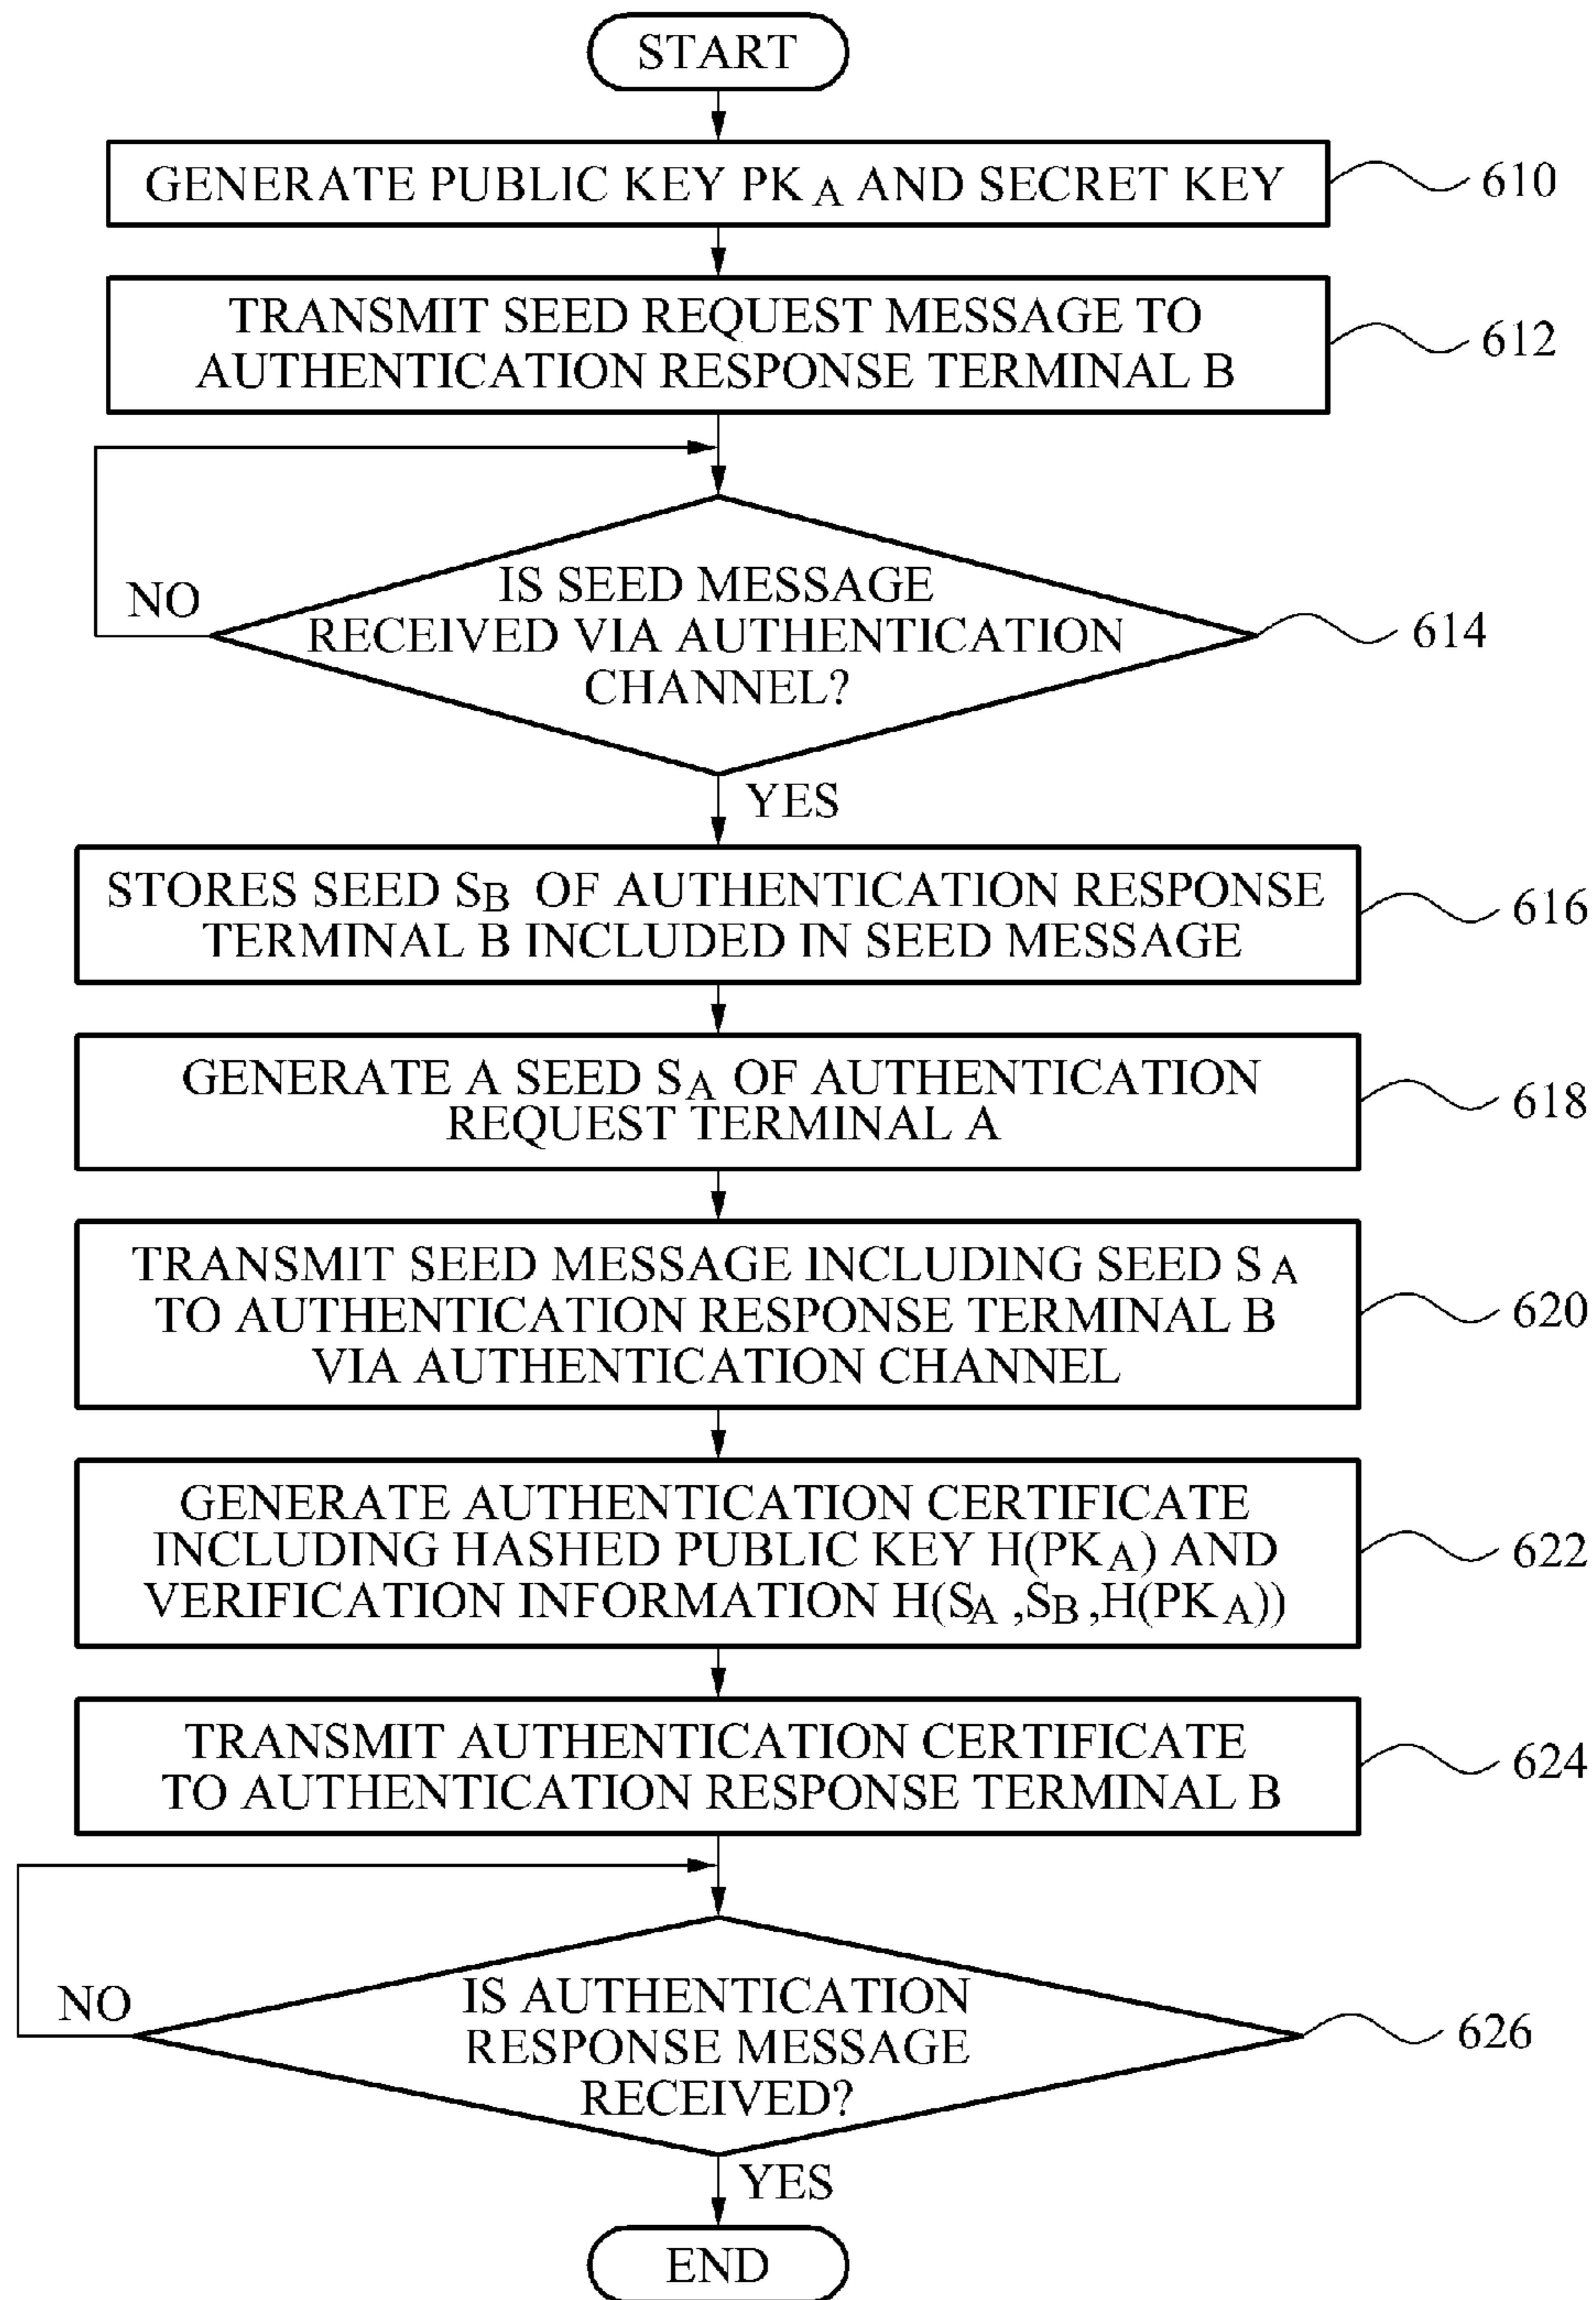 START
GENERATE PUBLIC KEY PK A AND SECRET KEY
610
TRANSMIT SEED REQUEST MESSAGE TO
AUTHENTICATION RESPONSE TERMINAL B
612
IS SEED MESSAGE
RECEIVED VIA AUTHENTICATION
CHANNEL?
NO
614
YES
STORES SEED SB OF AUTHENTICATION RESPONSE
TERMINAL B INCLUDED IN SEED MESSAGE
616
GENERATE A SEED SA OF AUTHENTICATION
REQUEST TERMINAL A
618
TRANSMIT SEED MESSAGE INCLUDING SEED S A
TO AUTHENTICATION RESPONSE TERMINAL B
VIA AUTHENTICATION CHANNEL
620
GENERATE AUTHENTICATION CERTIFICATE
INCLUDING HASHED PUBLIC KEY H(PKA) AND
VERIFICATION INFORMATION H(SA ,SB ,H(PKA))
622
TRANSMIT AUTHENTICATION CERTIFICATE
TO AUTHENTICATION RESPONSE TERMINAL B
624
IS AUTHENTICATION
RESPONSE MESSAGE
RECEIVED?
NO
626
YES
END